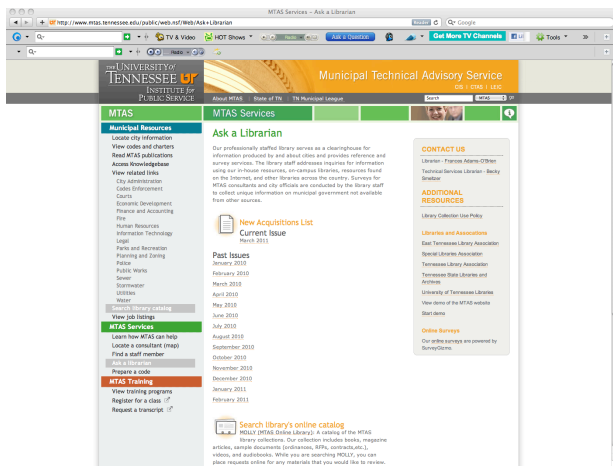 MTAS Services – Ask a Librarian
http://www.mtas.tennessee.edu/public/web.nsf/Web/Ask+Librarian
Reader
Google
TV & Video
HOT Shows
Radio
Ask a Question
Get More TV Channels
Tools
Radio
the UNIVERSITY of
TENNESSEE UT
INSTITUTE for
PUBLIC SERVICE
Municipal Technical Advisory Service
CIS | CTAS | LEIC
About MTAS | State of TN | TN Municipal League
Search
MTAS
MTAS
MTAS Services
Municipal Resources
Locate city information
View codes and charters
Read MTAS publications
Access Knowledgebase
View related links
City Administration
Codes Enforcement
Courts
Economic Development
Finance and Accounting
Fire
Human Resources
Information Technology
Legal
Parks and Recreation
Planning and Zoning
Police
Public Works
Sewer
Stormwater
Utilities
Water
Search library catalog
View job listings
MTAS Services
Learn how MTAS can help
Locate a consultant (map)
Find a staff member
Ask a librarian
Prepare a code
MTAS Training
View training programs
Register for a class
Request a transcript
Ask a Librarian
Our professionally staffed library serves as a clearinghouse for
information produced by and about cities and provides reference and
survey services. The library staff addresses inquiries for information
using our in-house resources, on-campus libraries, resources found
on the Internet, and other libraries across the country. Surveys for
MTAS consultants and city officials are conducted by the library staff
to collect unique information on municipal government not available
from other sources.
New Acquisitions List
Current Issue
March 2011
Past Issues
January 2010
February 2010
March 2010
April 2010
May 2010
June 2010
July 2010
August 2010
September 2010
October 2010
November 2010
December 2010
January 2011
February 2011
Search library's online catalog
MOLLY (MTAS Online Library): A catalog of the MTAS
library collections. Our collection includes books, magazine
articles, sample documents (ordinances, RFPs, contracts,etc.),
videos, and audiobooks. While you are searching MOLLY, you can
place requests online for any materials that you would like to review.
CONTACT US
Librarian - Frances Adams-O'Brien
Technical Services Librarian - Becky
Smeltzer
ADDITIONAL
RESOURCES
Library Collection Use Policy
Libraries and Associations
East Tennessee Library Association
Special Libraries Association
Tennessee Library Association
Tennessee State Libraries and
Archives
University of Tennessee Libraries
View demo of the MTAS website
Start demo
Online Surveys
Our online surveys are powered by
SurveyGizmo.